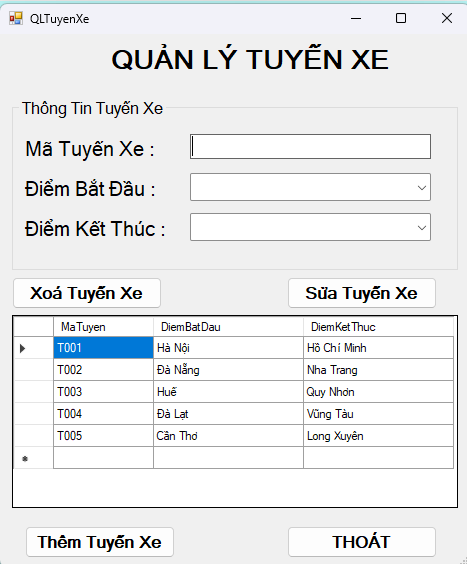 QLTuyenXe
QUẢN LÝ TUYẾN XE
Thông Tin Tuyến Xe
Mã Tuyến Xe :
Điểm Bắt Đầu :
Điểm Kết Thúc :
Xoá Tuyến Xe Sửa Tuyến Xe
MaTuyen DiemBatDau DiemKetThuc
T001 Hà Nội Hồ Chí Minh
T002 Đà Nẵng Nha Trang
T003 Huế Quy Nhơn
T004 Đà Lạt Vũng Tàu
T005 Cần Thơ Long Xuyên
Thêm Tuyến Xe THOÁT